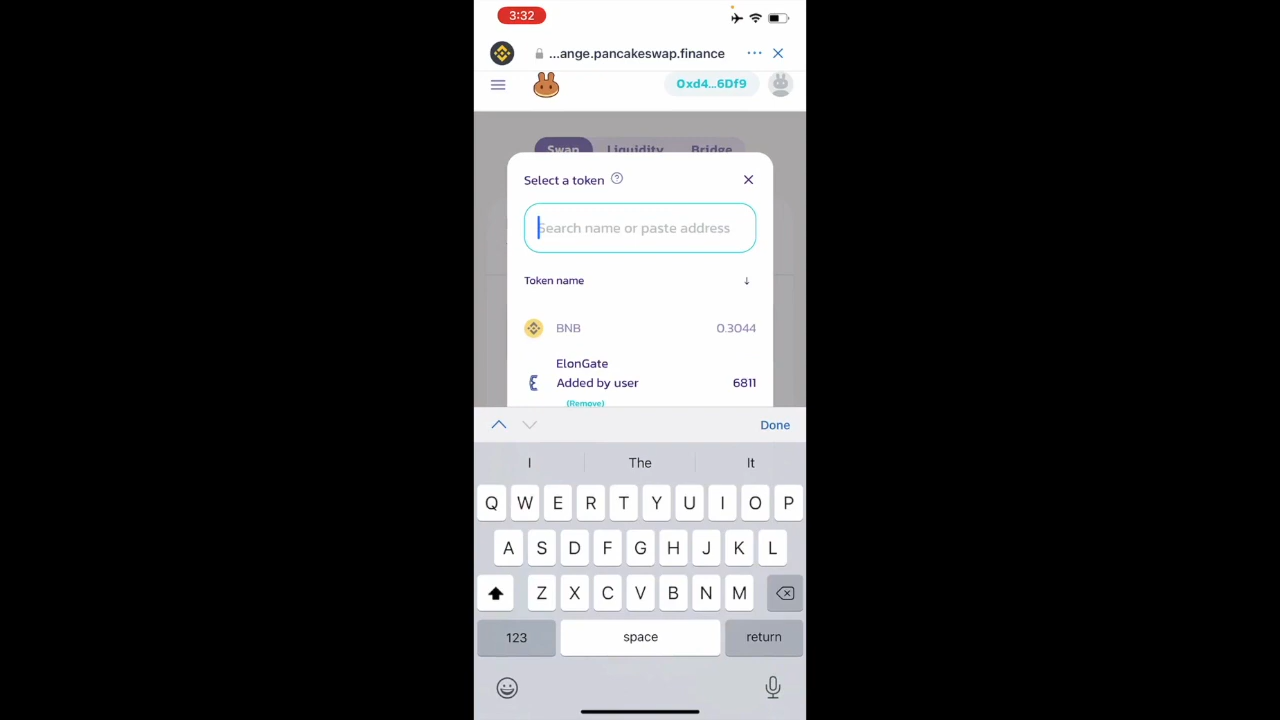 3:32
...ange.pancakeswap.finance
0xd4...6Df9
Swap Liquidity Bridge
Select a token
Search name or paste address
Token name ↓
BNB 0.3044
ElonGate
Added by user 6811
(Remove)
Done
I The It
Q W E R T Y U I O P
A S D F G H J K L
Z X C V B N M
123 space return